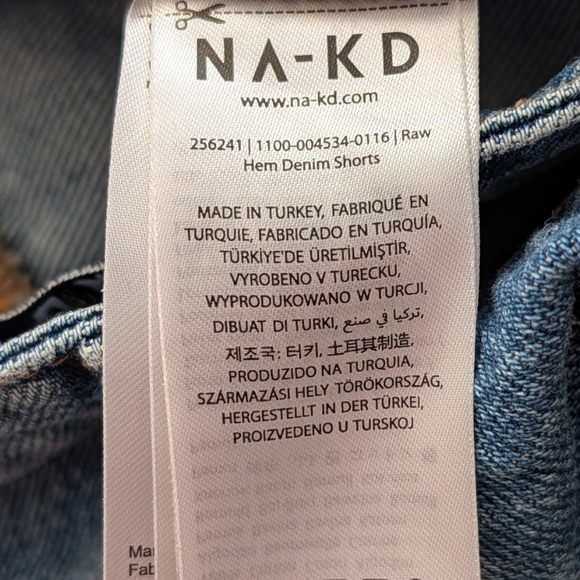 NA-KD
www.na-kd.com
256241 | 1100-004534-0116 | Raw
Hem Denim Shorts
MADE IN TURKEY, FABRIQUÉ EN
TURQUIE, FABRICADO EN TURQUÍA,
TÜRKİYE'DE ÜRETİLMİŞTİR,
VYROBENO V TURECKU,
WYPRODUKOWANO W TURCJI,
DIBUAT DI TURKI, تركيا في صنع,
제조국: 터키, 土耳其制造,
PRODUZIDO NA TURQUIA,
SZÁRMAZÁSI HELY TÖRÖKORSZÁG,
HERGESTELLT IN DER TÜRKEI,
PROIZVEDENO U TURSKOJ